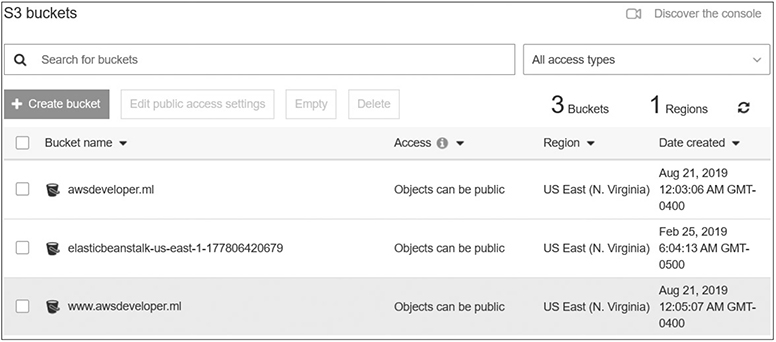 S3 buckets
Discover the console
Search for buckets
All access types
+ Create bucket
Edit public access settings
Empty
Delete
3 Buckets
1 Regions
Bucket name
Access
Region
Date created
awsdeveloper.ml
Objects can be public
US East (N. Virginia)
Aug 21, 2019
12:03:06 AM GMT-
0400
elasticbeanstalk-us-east-1-177806420679
Objects can be public
US East (N. Virginia)
Feb 25, 2019
6:04:13 AM GMT-
0500
www.awsdeveloper.ml
Objects can be public
US East (N. Virginia)
Aug 21, 2019
12:05:07 AM GMT-
0400